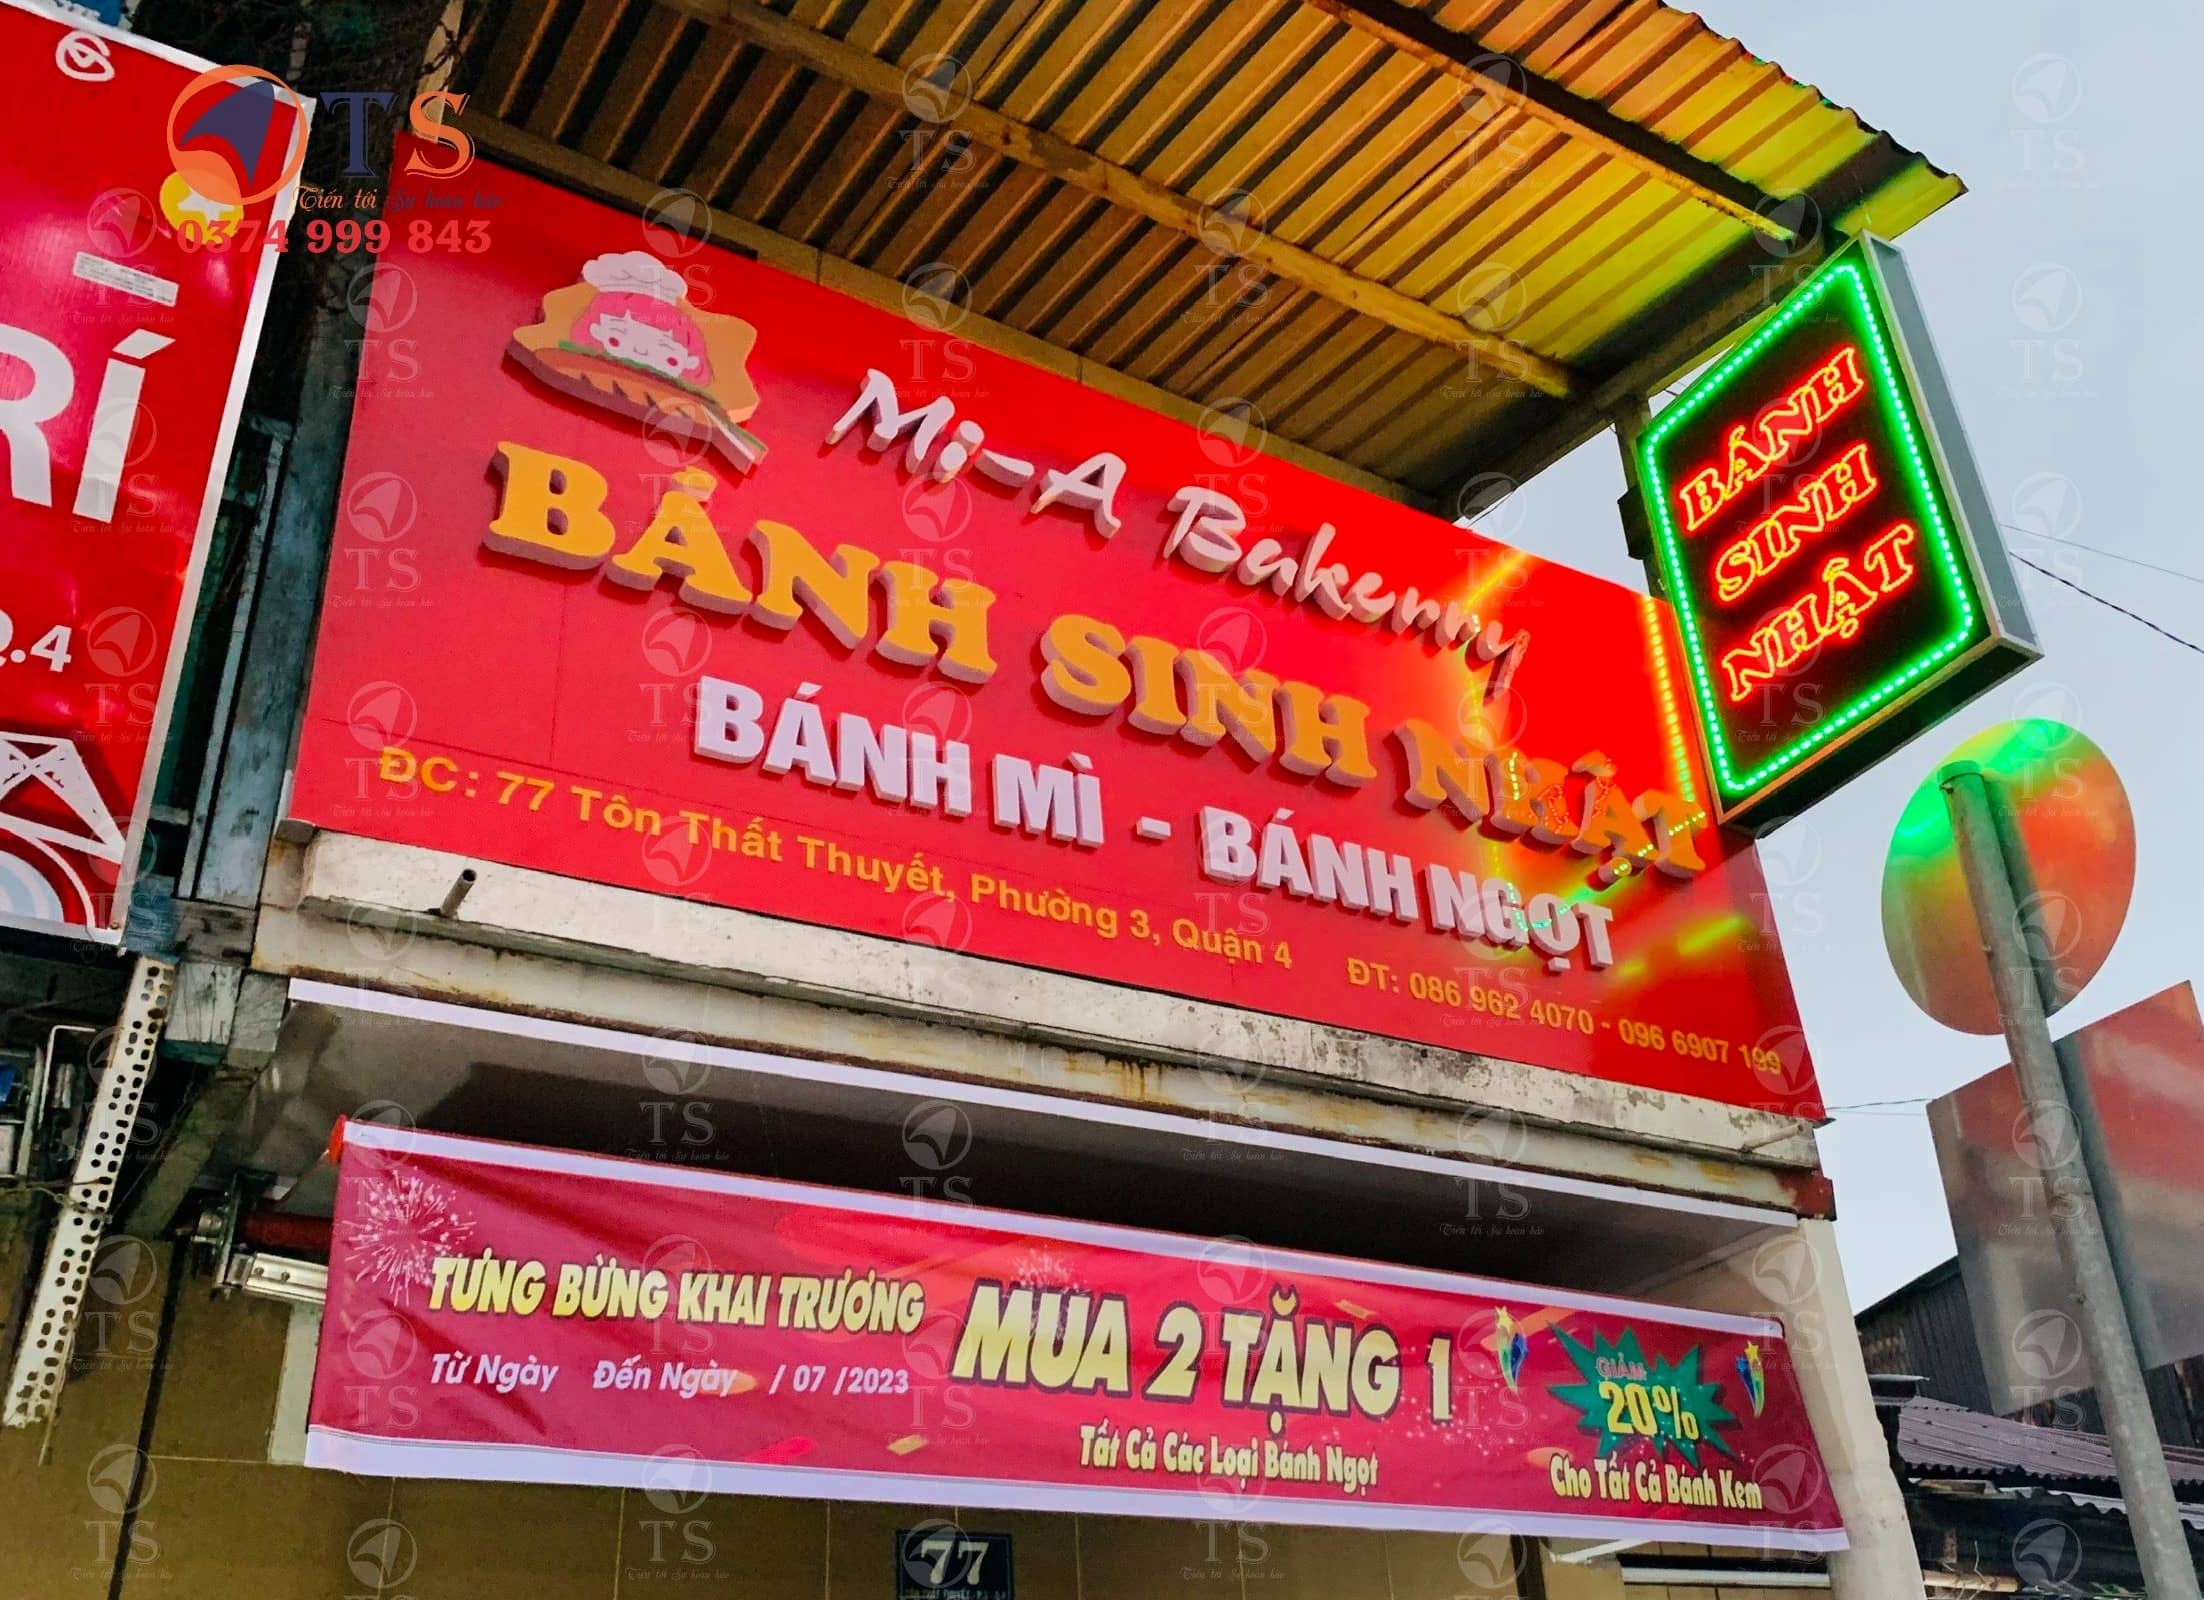 TS
Tiến tới Sự hoàn hảo
0374 999 843
RÍ
Q.4
Mi-A Bakerry
BÁNH SINH NHẬT
BÁNH MÌ - BÁNH NGỌT
ĐC: 77 Tôn Thất Thuyết, Phường 3, Quận 4 ĐT: 086 962 4070 - 096 6907 199
BÁNH
SINH
NHẬT
TƯNG BỪNG KHAI TRƯƠNG
Từ Ngày Đến Ngày / 07 /2023
MUA 2 TẶNG 1
Tất Cả Các Loại Bánh Ngọt
GIẢM
20%
Cho Tất Cả Bánh Kem
77